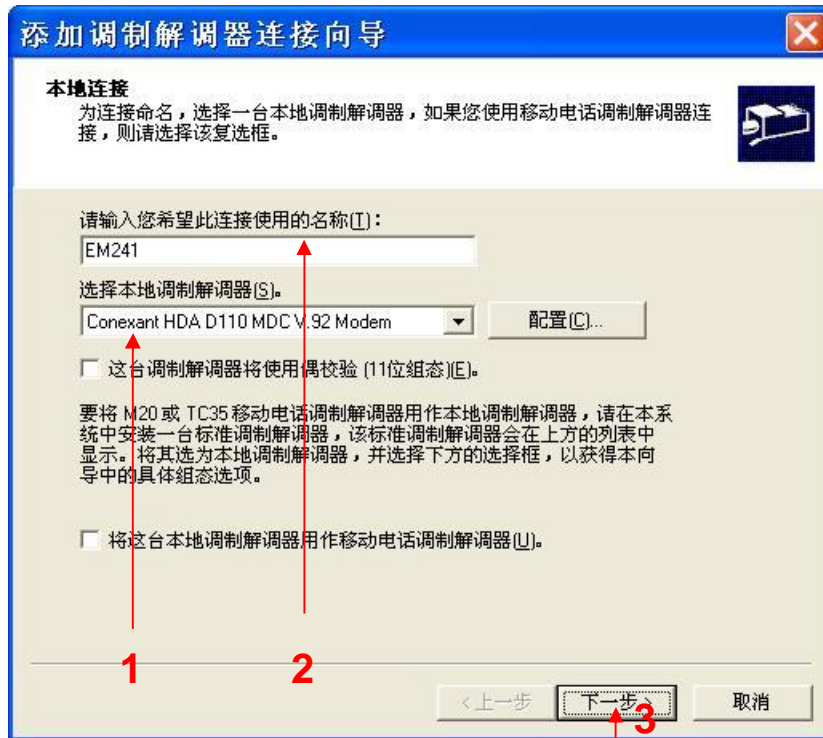 添加调制解调器连接向导
本地连接
为连接命名，选择一台本地调制解调器，如果您使用移动电话调制解调器连
接，则请选择该复选框。
请输入您希望此连接使用的名称(T)：
EM241
选择本地调制解调器(S)。
Conexant HDA D110 MDC V.92 Modem
配置(C)...
这台调制解调器将使用偶校验 (11位组态)(E)。
要将 M20 或 TC35 移动电话调制解调器用作本地调制解调器，请在本系
统中安装一台标准调制解调器，该标准调制解调器会在上方的列表中
显示。将其选为本地调制解调器，并选择下方的选择框，以获得本向
导中的具体组态选项。
将这台本地调制解调器用作移动电话调制解调器(U)。
1 2
<上一步 下一步> 取消
3